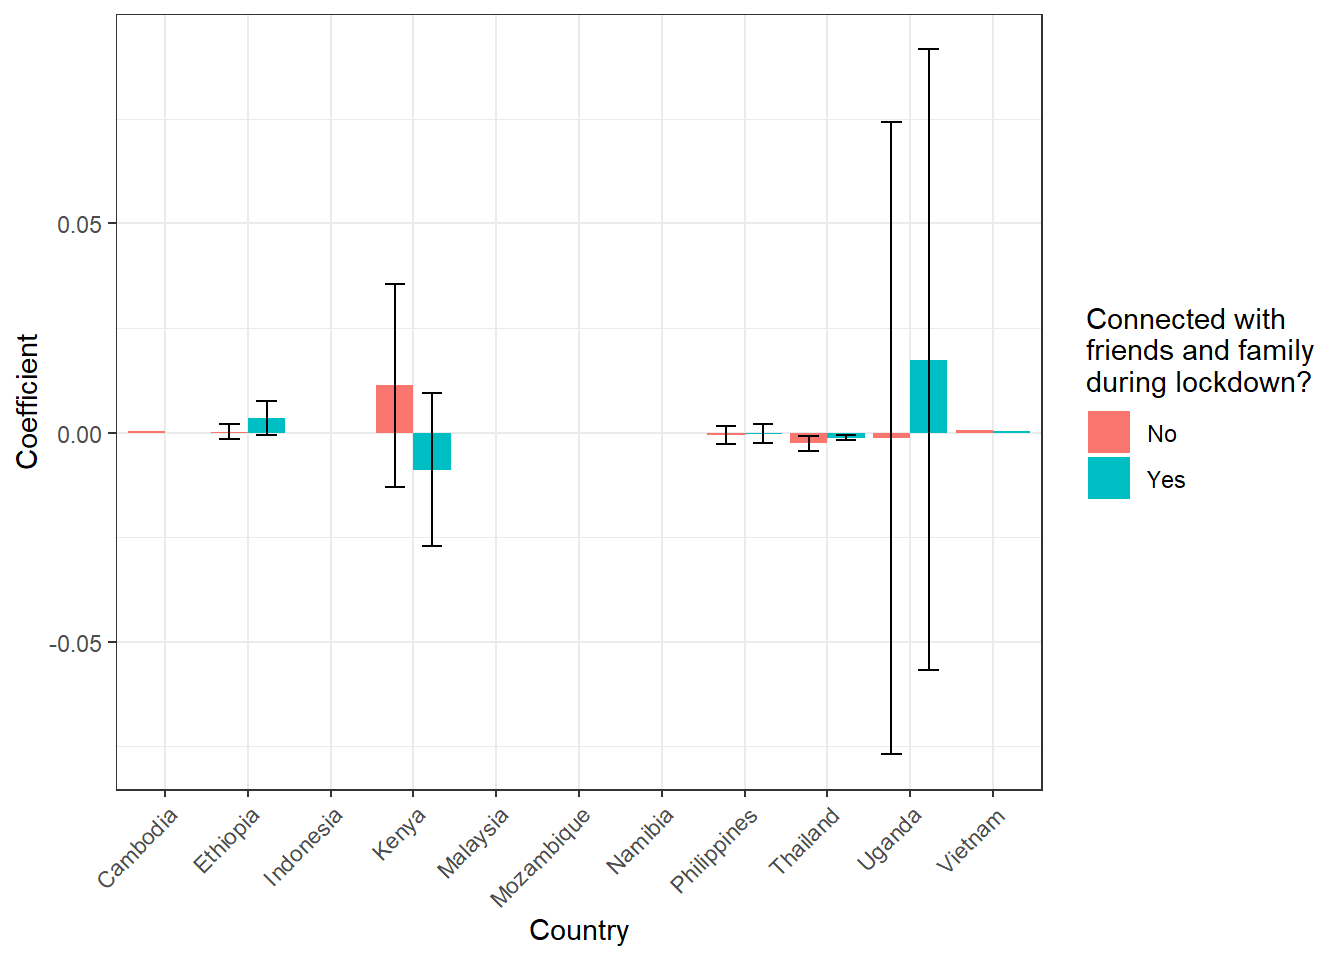 0.05
0.00
-0.05
Coefficient
Cambodia
Ethiopia
Indonesia
Kenya
Malaysia
Mozambique
Namibia
Philippines
Thailand
Uganda
Vietnam
Country
Connected with
friends and family
during lockdown?
No
Yes